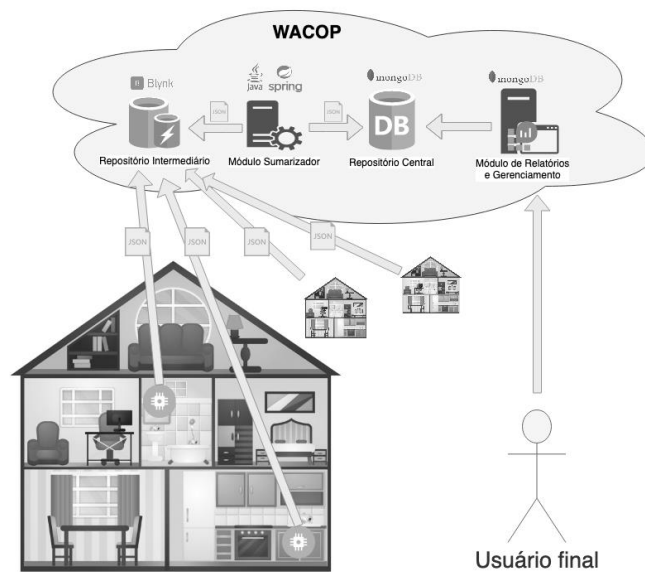 WACOP
Blynk
Java
spring
mongoDB
mongoDB
JSON
JSON
DB
Repositório Intermediário
Módulo Sumarizador
Repositório Central
Módulo de Relatórios
e Gerenciamento
JSON
JSON
JSON
JSON
Usuário final